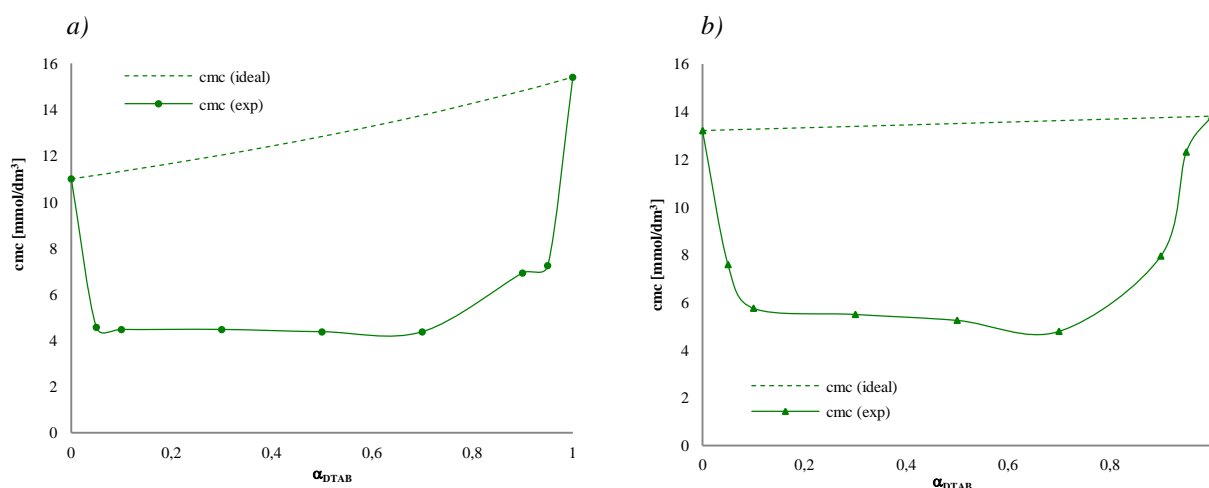 a)
16
14
12
10
8
6
4
2
0
cmc [mmol/dm³]
cmc (ideal)
cmc (exp)
0
0,2
0,4
0,6
0,8
1
αDTAB
b)
16
14
12
10
8
6
4
2
0
cmc [mmol/dm³]
cmc (ideal)
cmc (exp)
0
0,2
0,4
0,6
0,8
αDTAB